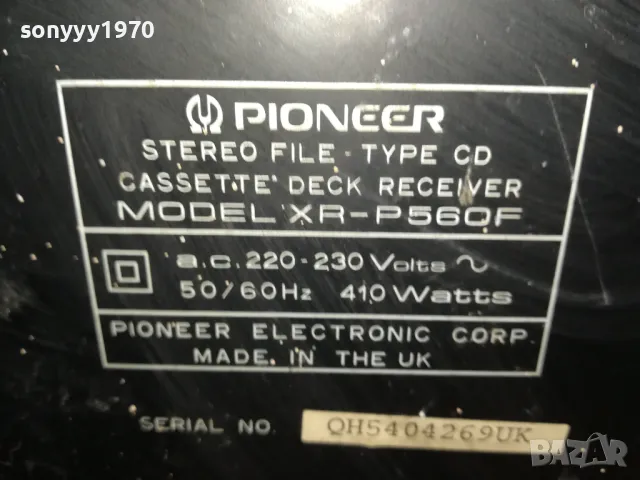 sonyyy1970
PIONEER
STEREO FILE-TYPE CD
CASSETTE DECK RECEIVER
MODEL XR-P560F
a.c. 220-230 Volts ~
50/60Hz 410 Watts
PIONEER ELECTRONIC CORP.
MADE IN THE UK
SERIAL NO. QH5404269UK
BAZAR